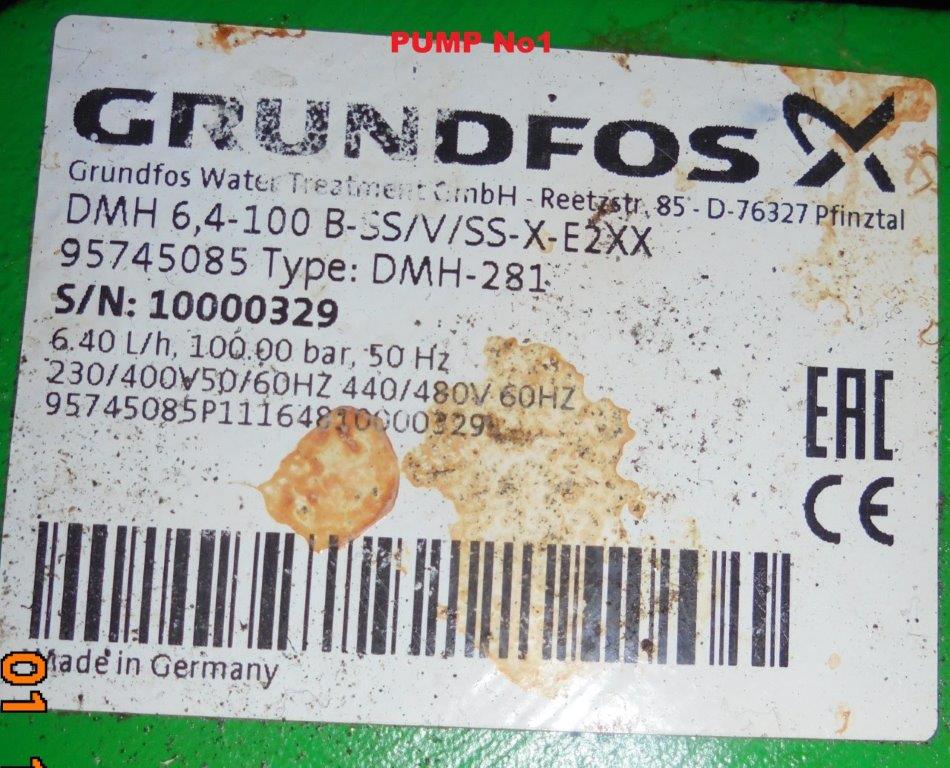 PUMP No1
GRUNDFOS
Grundfos Water Treatment GmbH - Reetzstr. 85 - D-76327 Pfinztal
DMH 6,4-100 B-SS/V/SS-X-E2XX
95745085 Type: DMH-281
S/N: 10000329
6.40 L/h, 100.00 bar, 50 Hz
230/400V50/60HZ 440/480V 60HZ
95745085P11164810000329
EAC
CE
Made in Germany
01